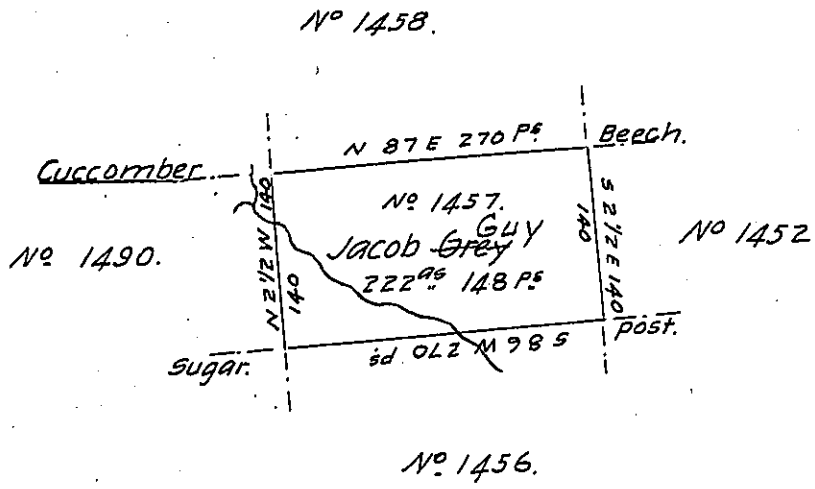 Nº 1458.
N 87 E 270 Ps
Beech.
Cuccomber
Nº 1457.
Guy
Jacob Grey
222as 148 Ps
N 2½ W 140
140
S 2½ E 140
140
Nº 1452
Nº 1490.
S 86 W 270 ps
post.
Sugar.
Nº 1456.